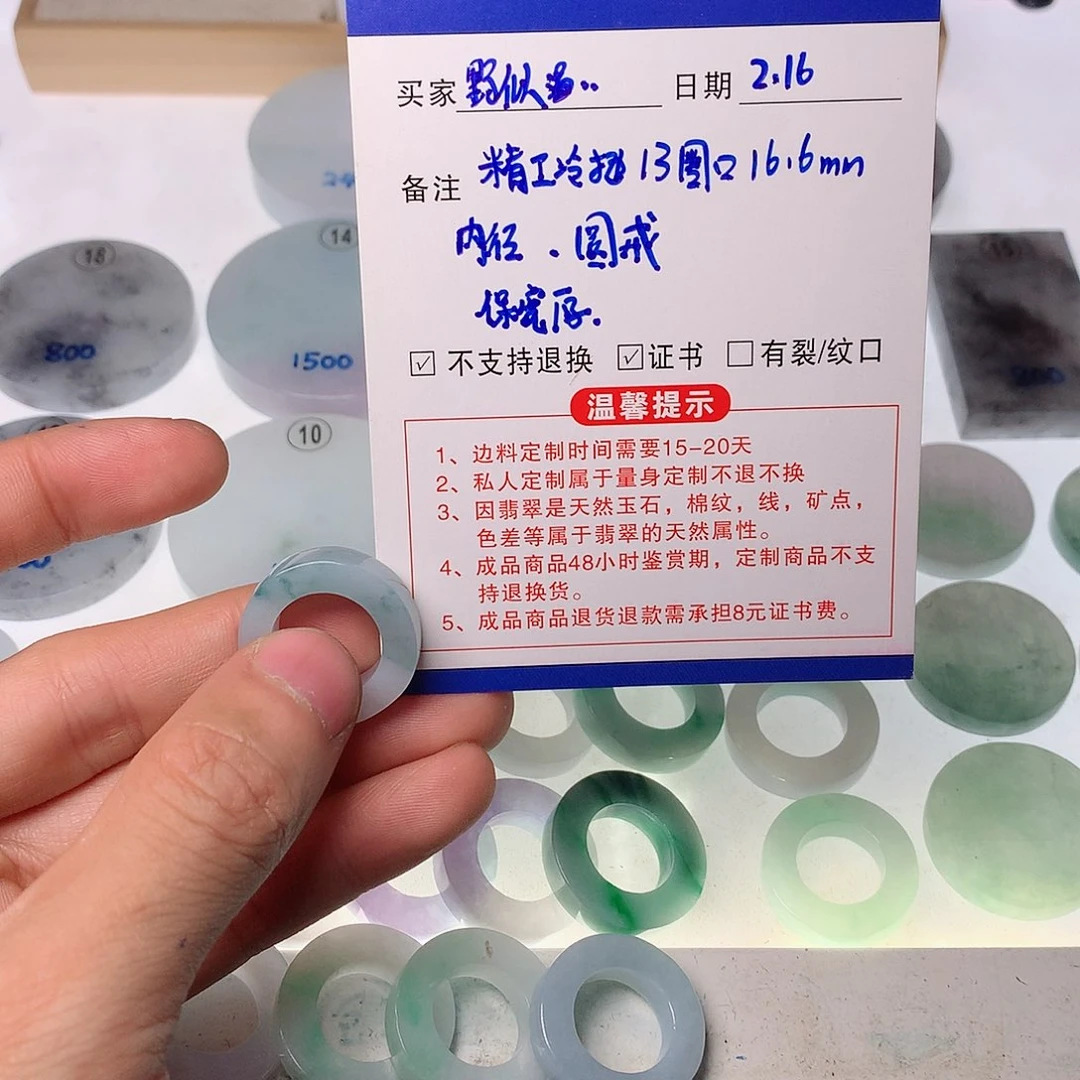 买家 野似海.. 日期 2.16
备注 精工冷抛 13圈口 16.6mm
内径 . 圆戒
保宽厚.
☑ 不支持退换 ☑ 证书 □ 有裂/纹口
温馨提示
1、边料定制时间需要15-20天
2、私人定制属于量身定制不退不换
3、因翡翠是天然玉石，棉纹，线，矿点，
色差等属于翡翠的天然属性。
4、成品商品48小时鉴赏期，定制商品不支
持退换货。
5、成品商品退货退款需承担8元证书费。
14
1500
18
800
10